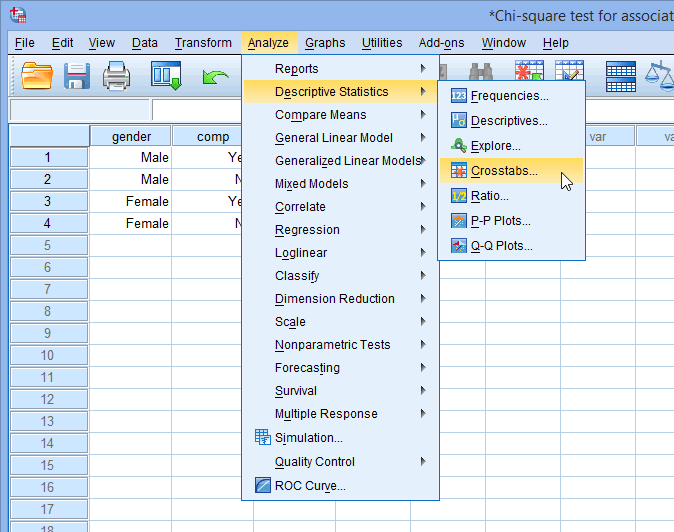 *Chi-square test for associat
File Edit View Data Transform Analyze Graphs Utilities Add-ons Window Help
Reports
Descriptive Statistics
Compare Means
General Linear Model
Generalized Linear Models
Mixed Models
Correlate
Regression
Loglinear
Classify
Dimension Reduction
Scale
Nonparametric Tests
Forecasting
Survival
Multiple Response
Simulation...
Quality Control
ROC Curve...
123 Frequencies...
Descriptives...
Explore...
Crosstabs...
1/2 Ratio...
P-P Plots...
Q-Q Plots...
gender comp var va
1 Male Ye
2 Male N
3 Female Ye
4 Female N
5
6
7
8
9
10
11
12
13
14
15
16
17
18